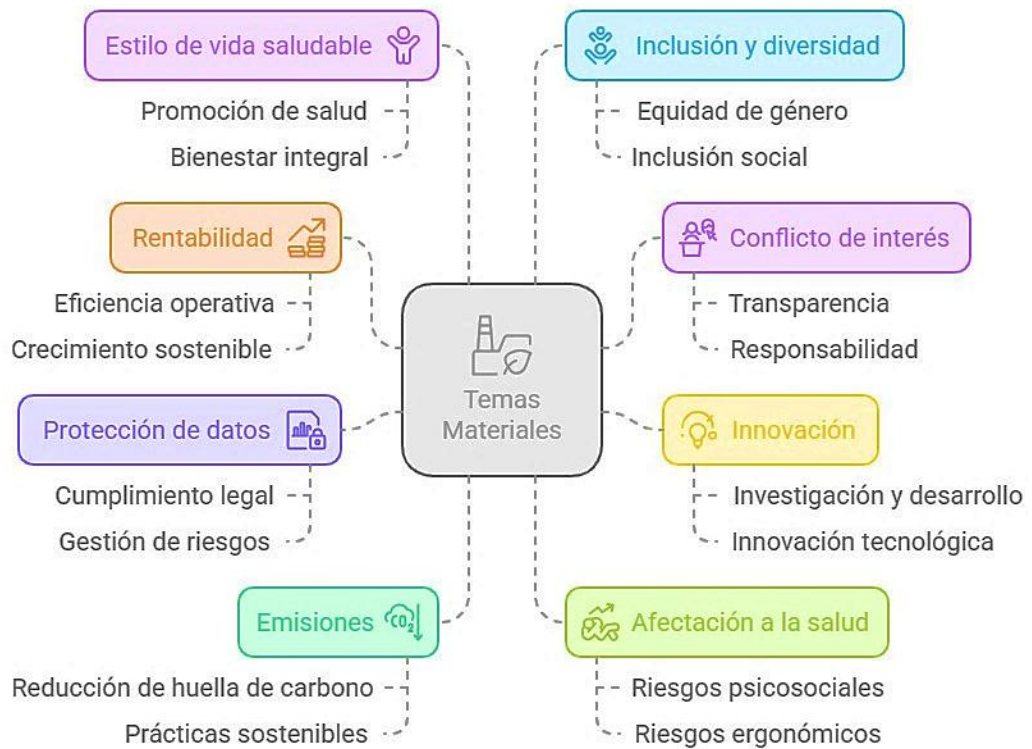 Estilo de vida saludable
Promoción de salud
Bienestar integral
Inclusión y diversidad
Equidad de género
Inclusión social
Rentabilidad
Eficiencia operativa
Crecimiento sostenible
Conflicto de interés
Transparencia
Responsabilidad
Temas
Materiales
Protección de datos
Cumplimiento legal
Gestión de riesgos
Innovación
Investigación y desarrollo
Innovación tecnológica
Emisiones
CO₂
Reducción de huella de carbono
Prácticas sostenibles
Afectación a la salud
Riesgos psicosociales
Riesgos ergonómicos